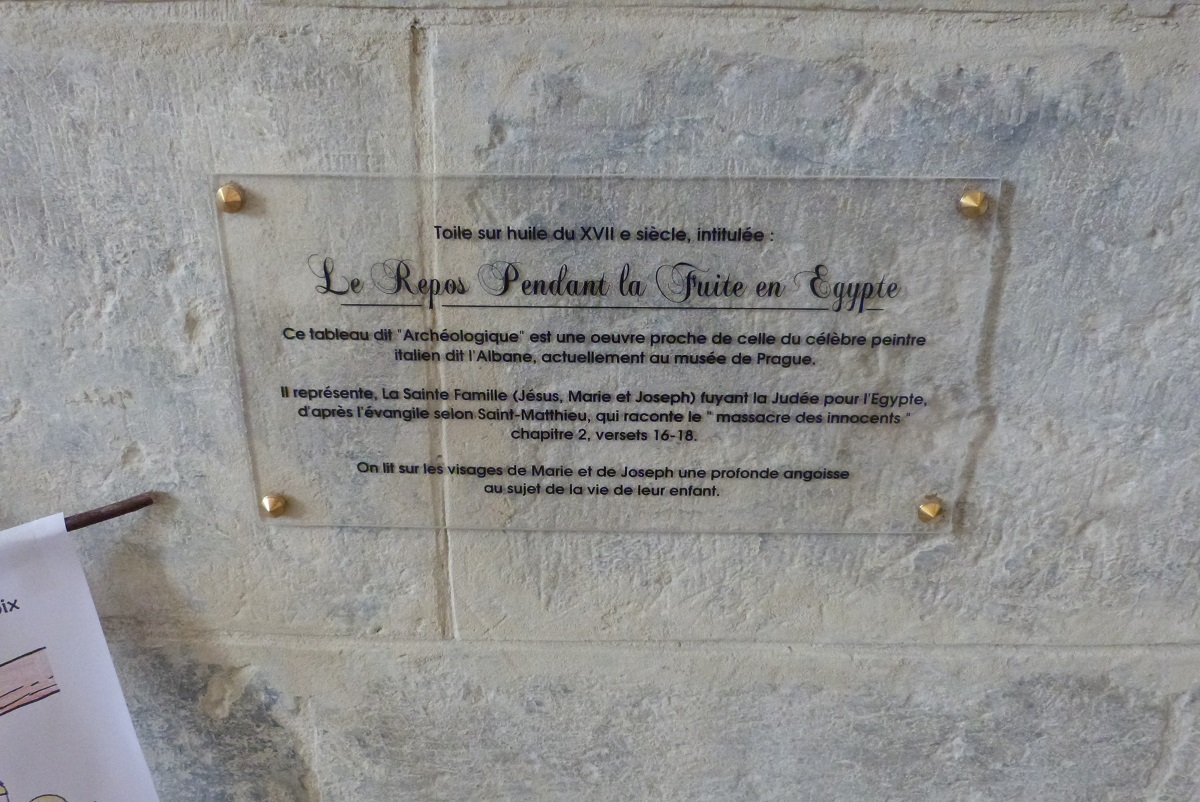 Toile sur huile du XVII e siècle, intitulée :
Le Repos Pendant la Fuite en Egypte
Ce tableau dit "Archéologique" est une oeuvre proche de celle du célèbre peintre
italien dit l'Albane, actuellement au musée de Prague.
Il représente, La Sainte Famille (Jésus, Marie et Joseph) fuyant la Judée pour l'Egypte,
d'après l'évangile selon Saint-Matthieu, qui raconte le " massacre des innocents "
chapitre 2, versets 16-18.
On lit sur les visages de Marie et de Joseph une profonde angoisse
au sujet de la vie de leur enfant.